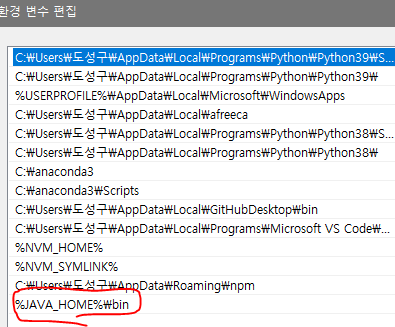 환경 변수 편집
C:₩Users₩도성구₩AppData₩Local₩Programs₩Python₩Python39₩S...
C:₩Users₩도성구₩AppData₩Local₩Programs₩Python₩Python39₩
%USERPROFILE%₩AppData₩Local₩Microsoft₩WindowsApps
C:₩Users₩도성구₩AppData₩Local₩afreeca
C:₩Users₩도성구₩AppData₩Local₩Programs₩Python₩Python38₩S...
C:₩Users₩도성구₩AppData₩Local₩Programs₩Python₩Python38₩
C:₩anaconda3
C:₩anaconda3₩Scripts
C:₩Users₩도성구₩AppData₩Local₩GitHubDesktop₩bin
C:₩Users₩도성구₩AppData₩Local₩Programs₩Microsoft VS Code₩...
%NVM_HOME%
%NVM_SYMLINK%
C:₩Users₩도성구₩AppData₩Roaming₩npm
%JAVA_HOME%₩bin